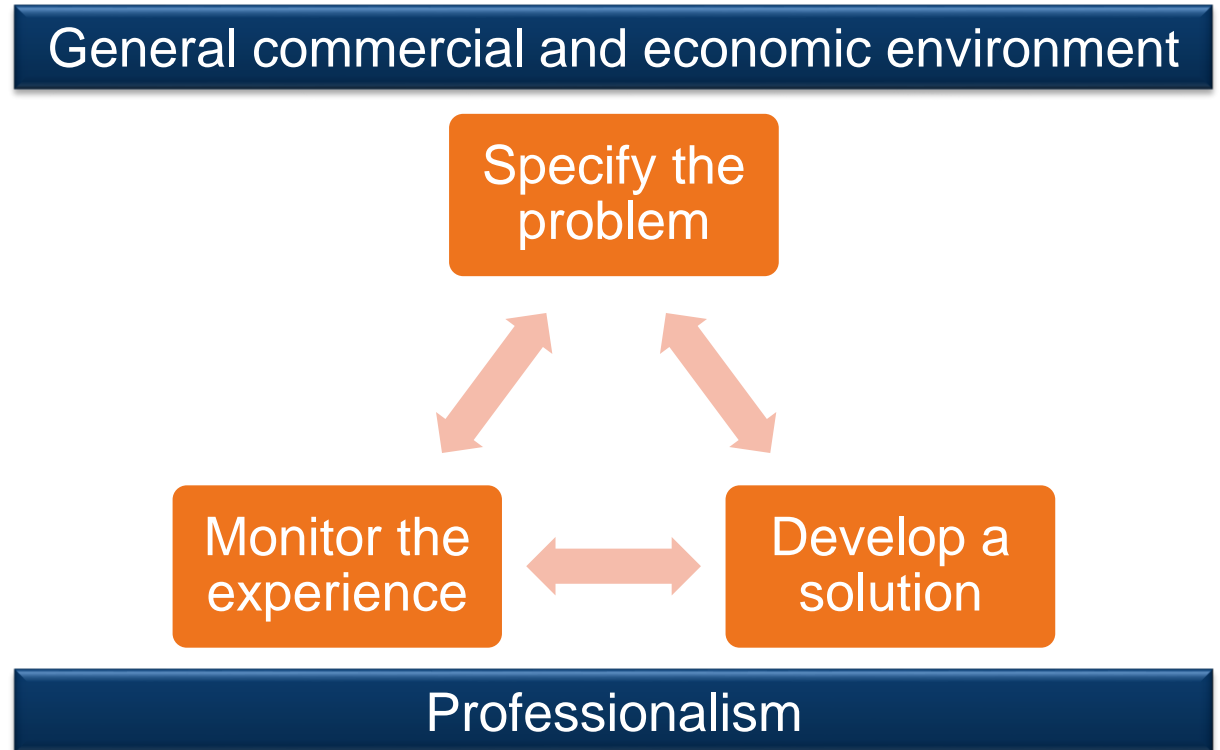 General commercial and economic environment
Specify the
problem
Monitor the
experience
Develop a
solution
Professionalism